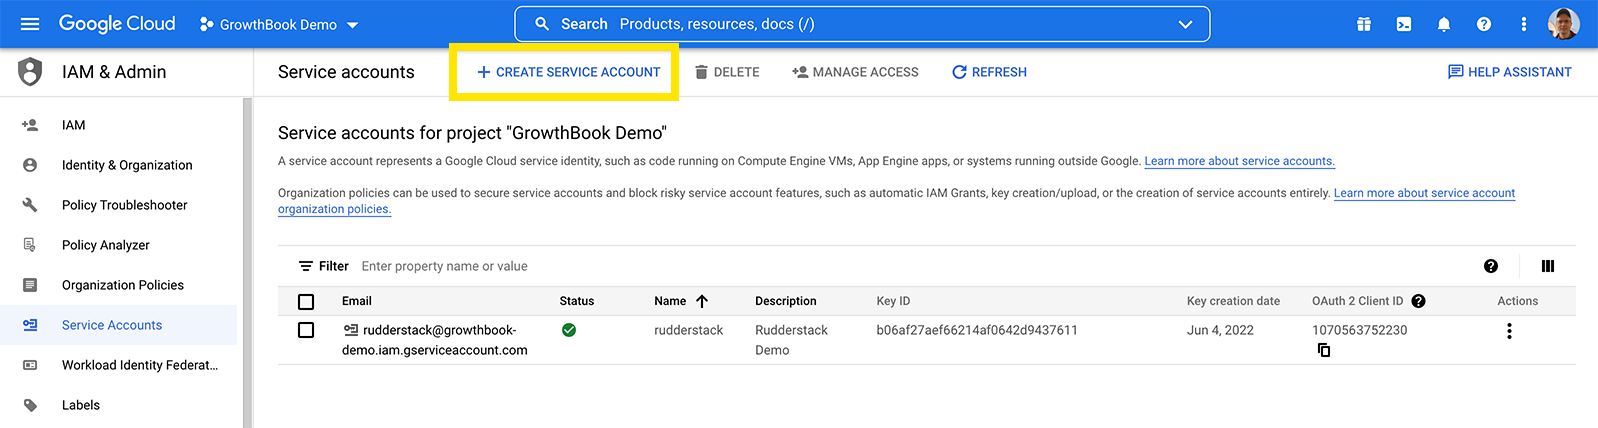 Google Cloud
GrowthBook Demo
Search Products, resources, docs (/)
IAM & Admin
Service accounts
CREATE SERVICE ACCOUNT
DELETE
MANAGE ACCESS
REFRESH
HELP ASSISTANT
IAM
Identity & Organization
Policy Troubleshooter
Policy Analyzer
Organization Policies
Service Accounts
Workload Identity Federat...
Labels
Service accounts for project "GrowthBook Demo"
A service account represents a Google Cloud service identity, such as code running on Compute Engine VMs, App Engine apps, or systems running outside Google. Learn more about service accounts.
Organization policies can be used to secure service accounts and block risky service account features, such as automatic IAM Grants, key creation/upload, or the creation of service accounts entirely. Learn more about service account
organization policies.
Filter Enter property name or value
Email Status Name Description Key ID Key creation date OAuth 2 Client ID Actions
rudderstack@growthbook- rudderstack Rudderstack b06af27aef66214af0642d9437611 Jun 4, 2022 1070563752230
demo.iam.gserviceaccount.com Demo